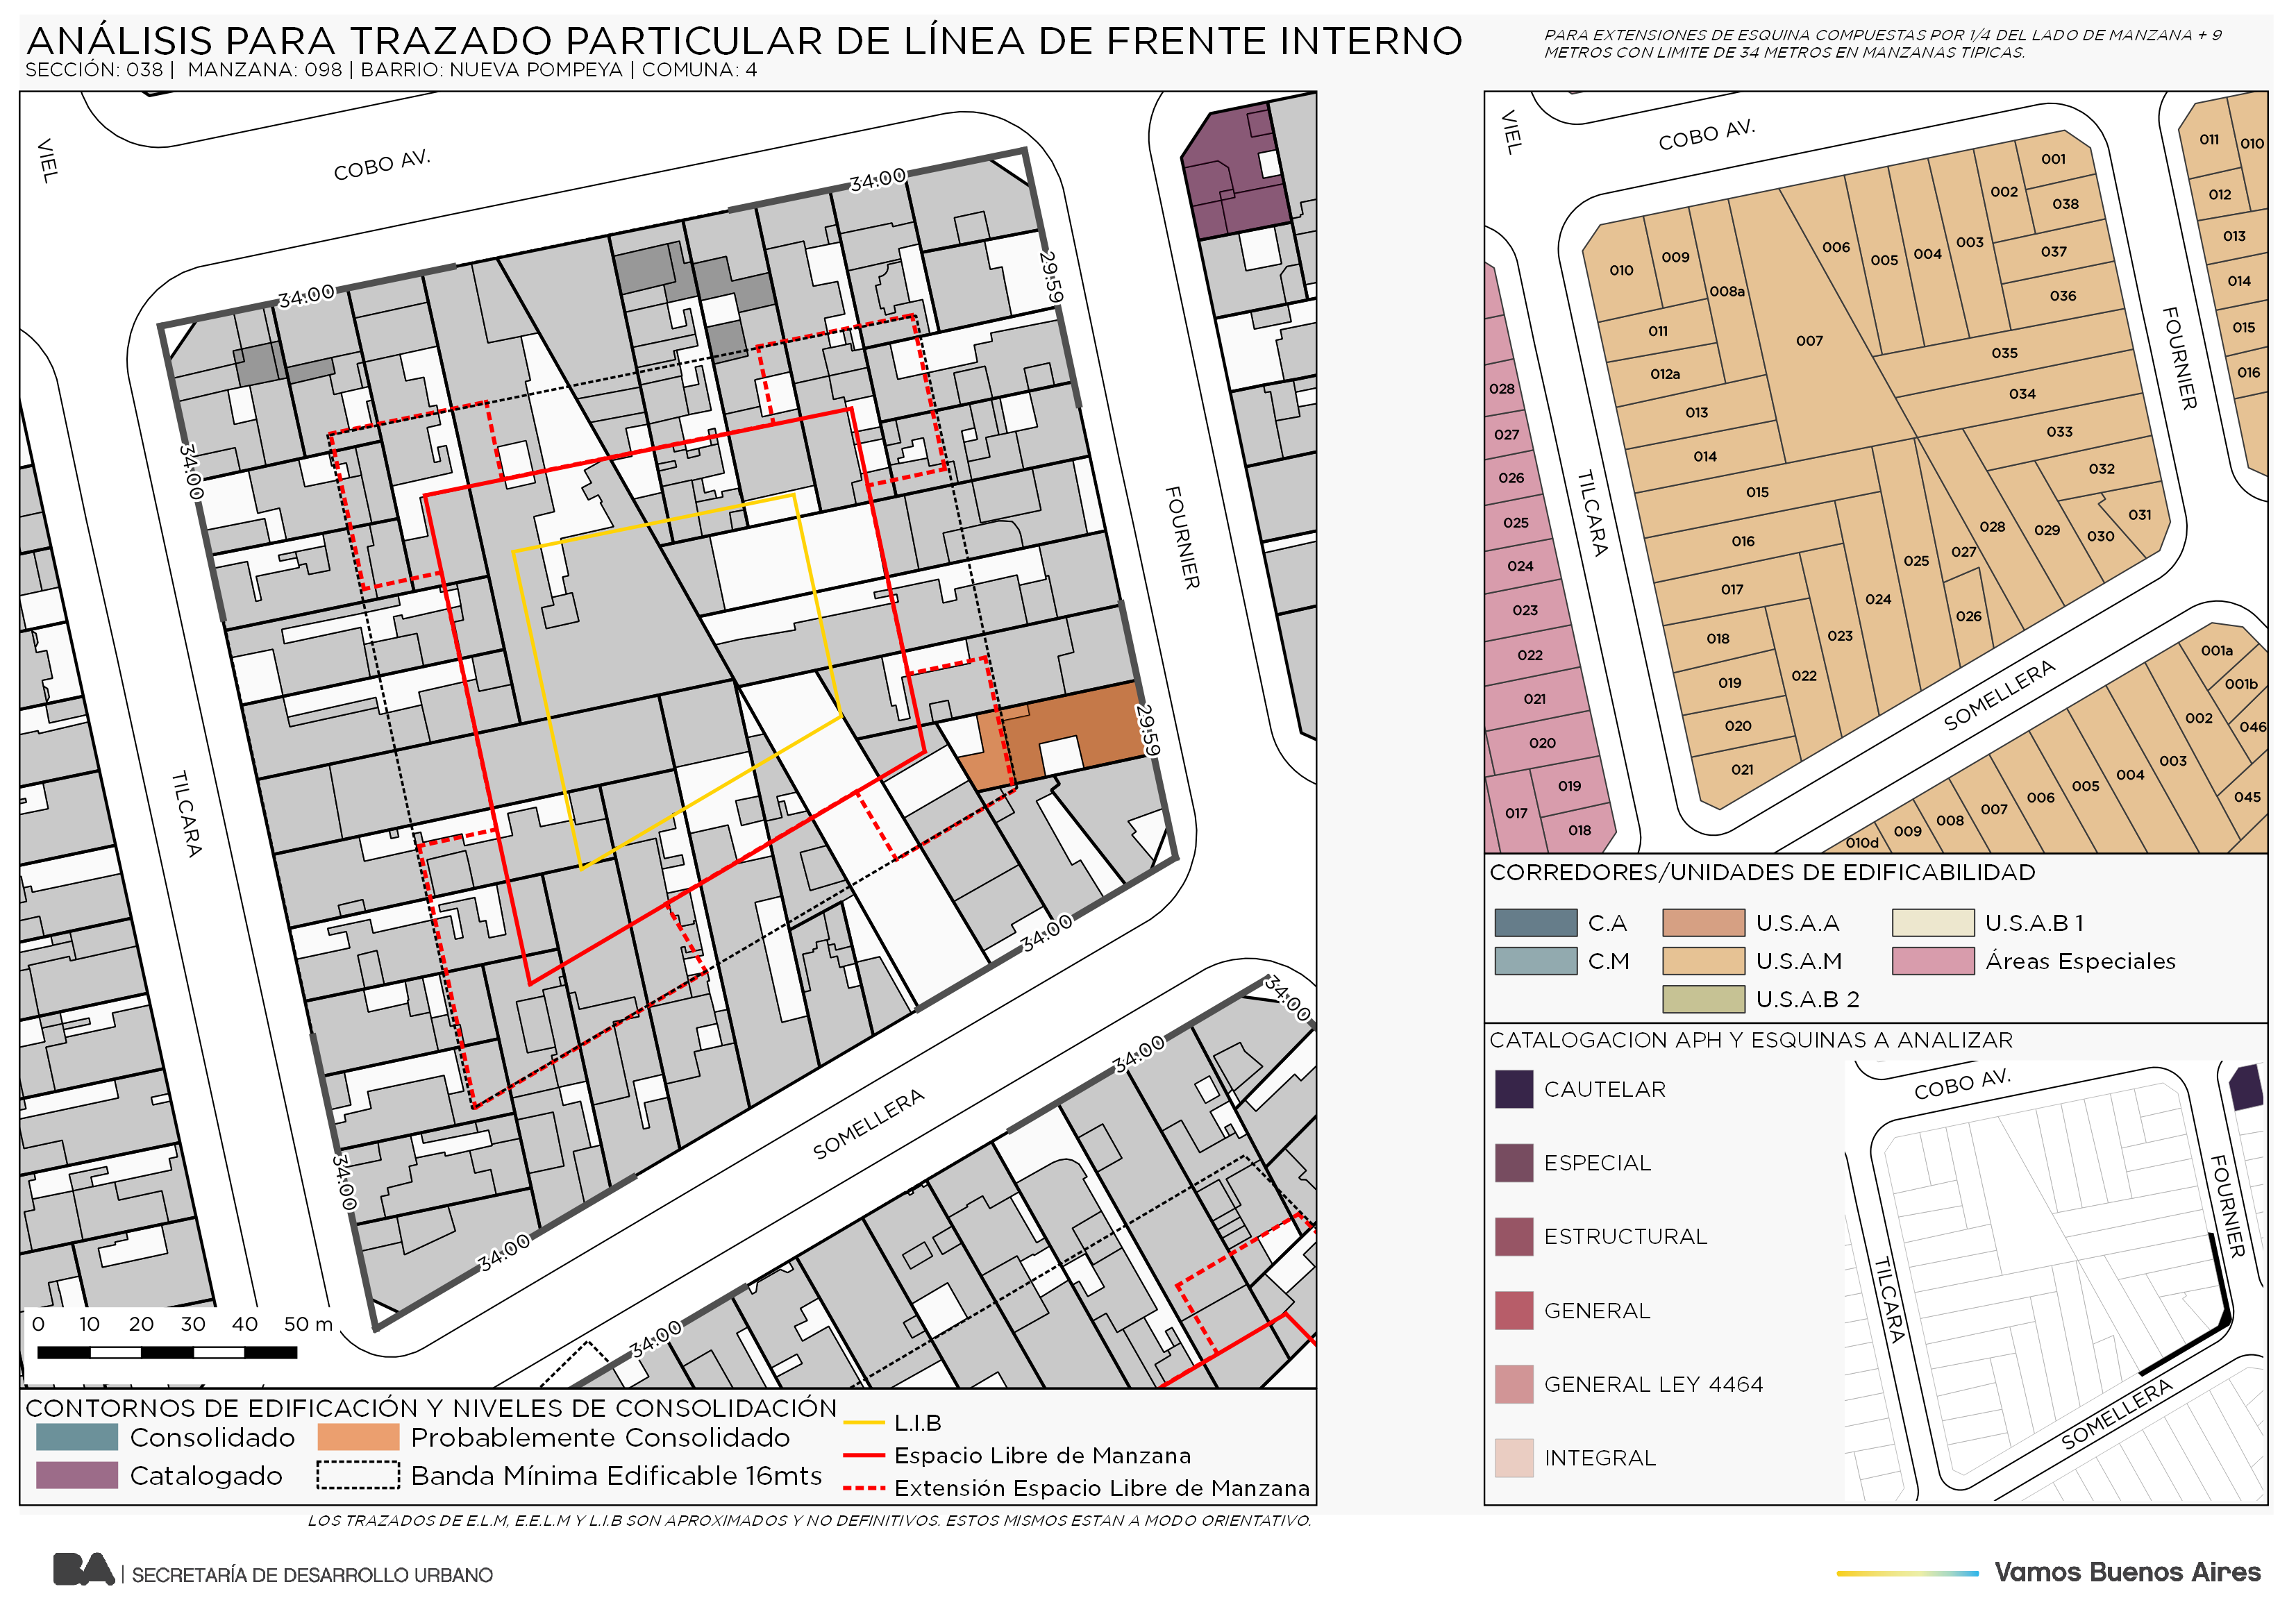 ANÁLISIS PARA TRAZADO PARTICULAR DE LÍNEA DE FRENTE INTERNO
SECCIÓN: 038 | MANZANA: 098 | BARRIO: NUEVA POMPEYA | COMUNA: 4
PARA EXTENSIONES DE ESQUINA COMPUESTAS POR 1/4 DEL LADO DE MANZANA + 9
METROS CON LIMITE DE 34 METROS EN MANZANAS TIPICAS.
VIEL
COBO AV.
34:00
34:00
29:59
34:00
FOURNIER
29:59
TILCARA
34:00
34:00
34:00
SOMELLERA
34:00
34:00
34:00
0 10 20 30 40 50 m
CONTORNOS DE EDIFICACIÓN Y NIVELES DE CONSOLIDACIÓN
Consolidado
Probablemente Consolidado
Catalogado
Banda Mínima Edificable 16mts
L.I.B
Espacio Libre de Manzana
Extensión Espacio Libre de Manzana
LOS TRAZADOS DE E.L.M, E.E.L.M Y L.I.B SON APROXIMADOS Y NO DEFINITIVOS. ESTOS MISMOS ESTAN A MODO ORIENTATIVO.
VIEL
COBO AV.
001
002
038
003
004
005
006
037
036
035
034
033
032
031
030
029
028
027
026
025
024
023
022
021
020
019
018
017
016
015
014
013
012a
011
010
009
008a
007
011
010
012
013
014
015
016
FOURNIER
TILCARA
SOMELLERA
028
027
026
025
024
023
022
021
020
019
017
018
001a
001b
002
046
003
004
005
045
006
007
008
009
010d
CORREDORES/UNIDADES DE EDIFICABILIDAD
C.A
U.S.A.A
U.S.A.B 1
C.M
U.S.A.M
Áreas Especiales
U.S.A.B 2
CATALOGACION APH Y ESQUINAS A ANALIZAR
CAUTELAR
ESPECIAL
ESTRUCTURAL
GENERAL
GENERAL LEY 4464
INTEGRAL
COBO AV.
FOURNIER
TILCARA
SOMELLERA
BA | SECRETARÍA DE DESARROLLO URBANO
Vamos Buenos Aires